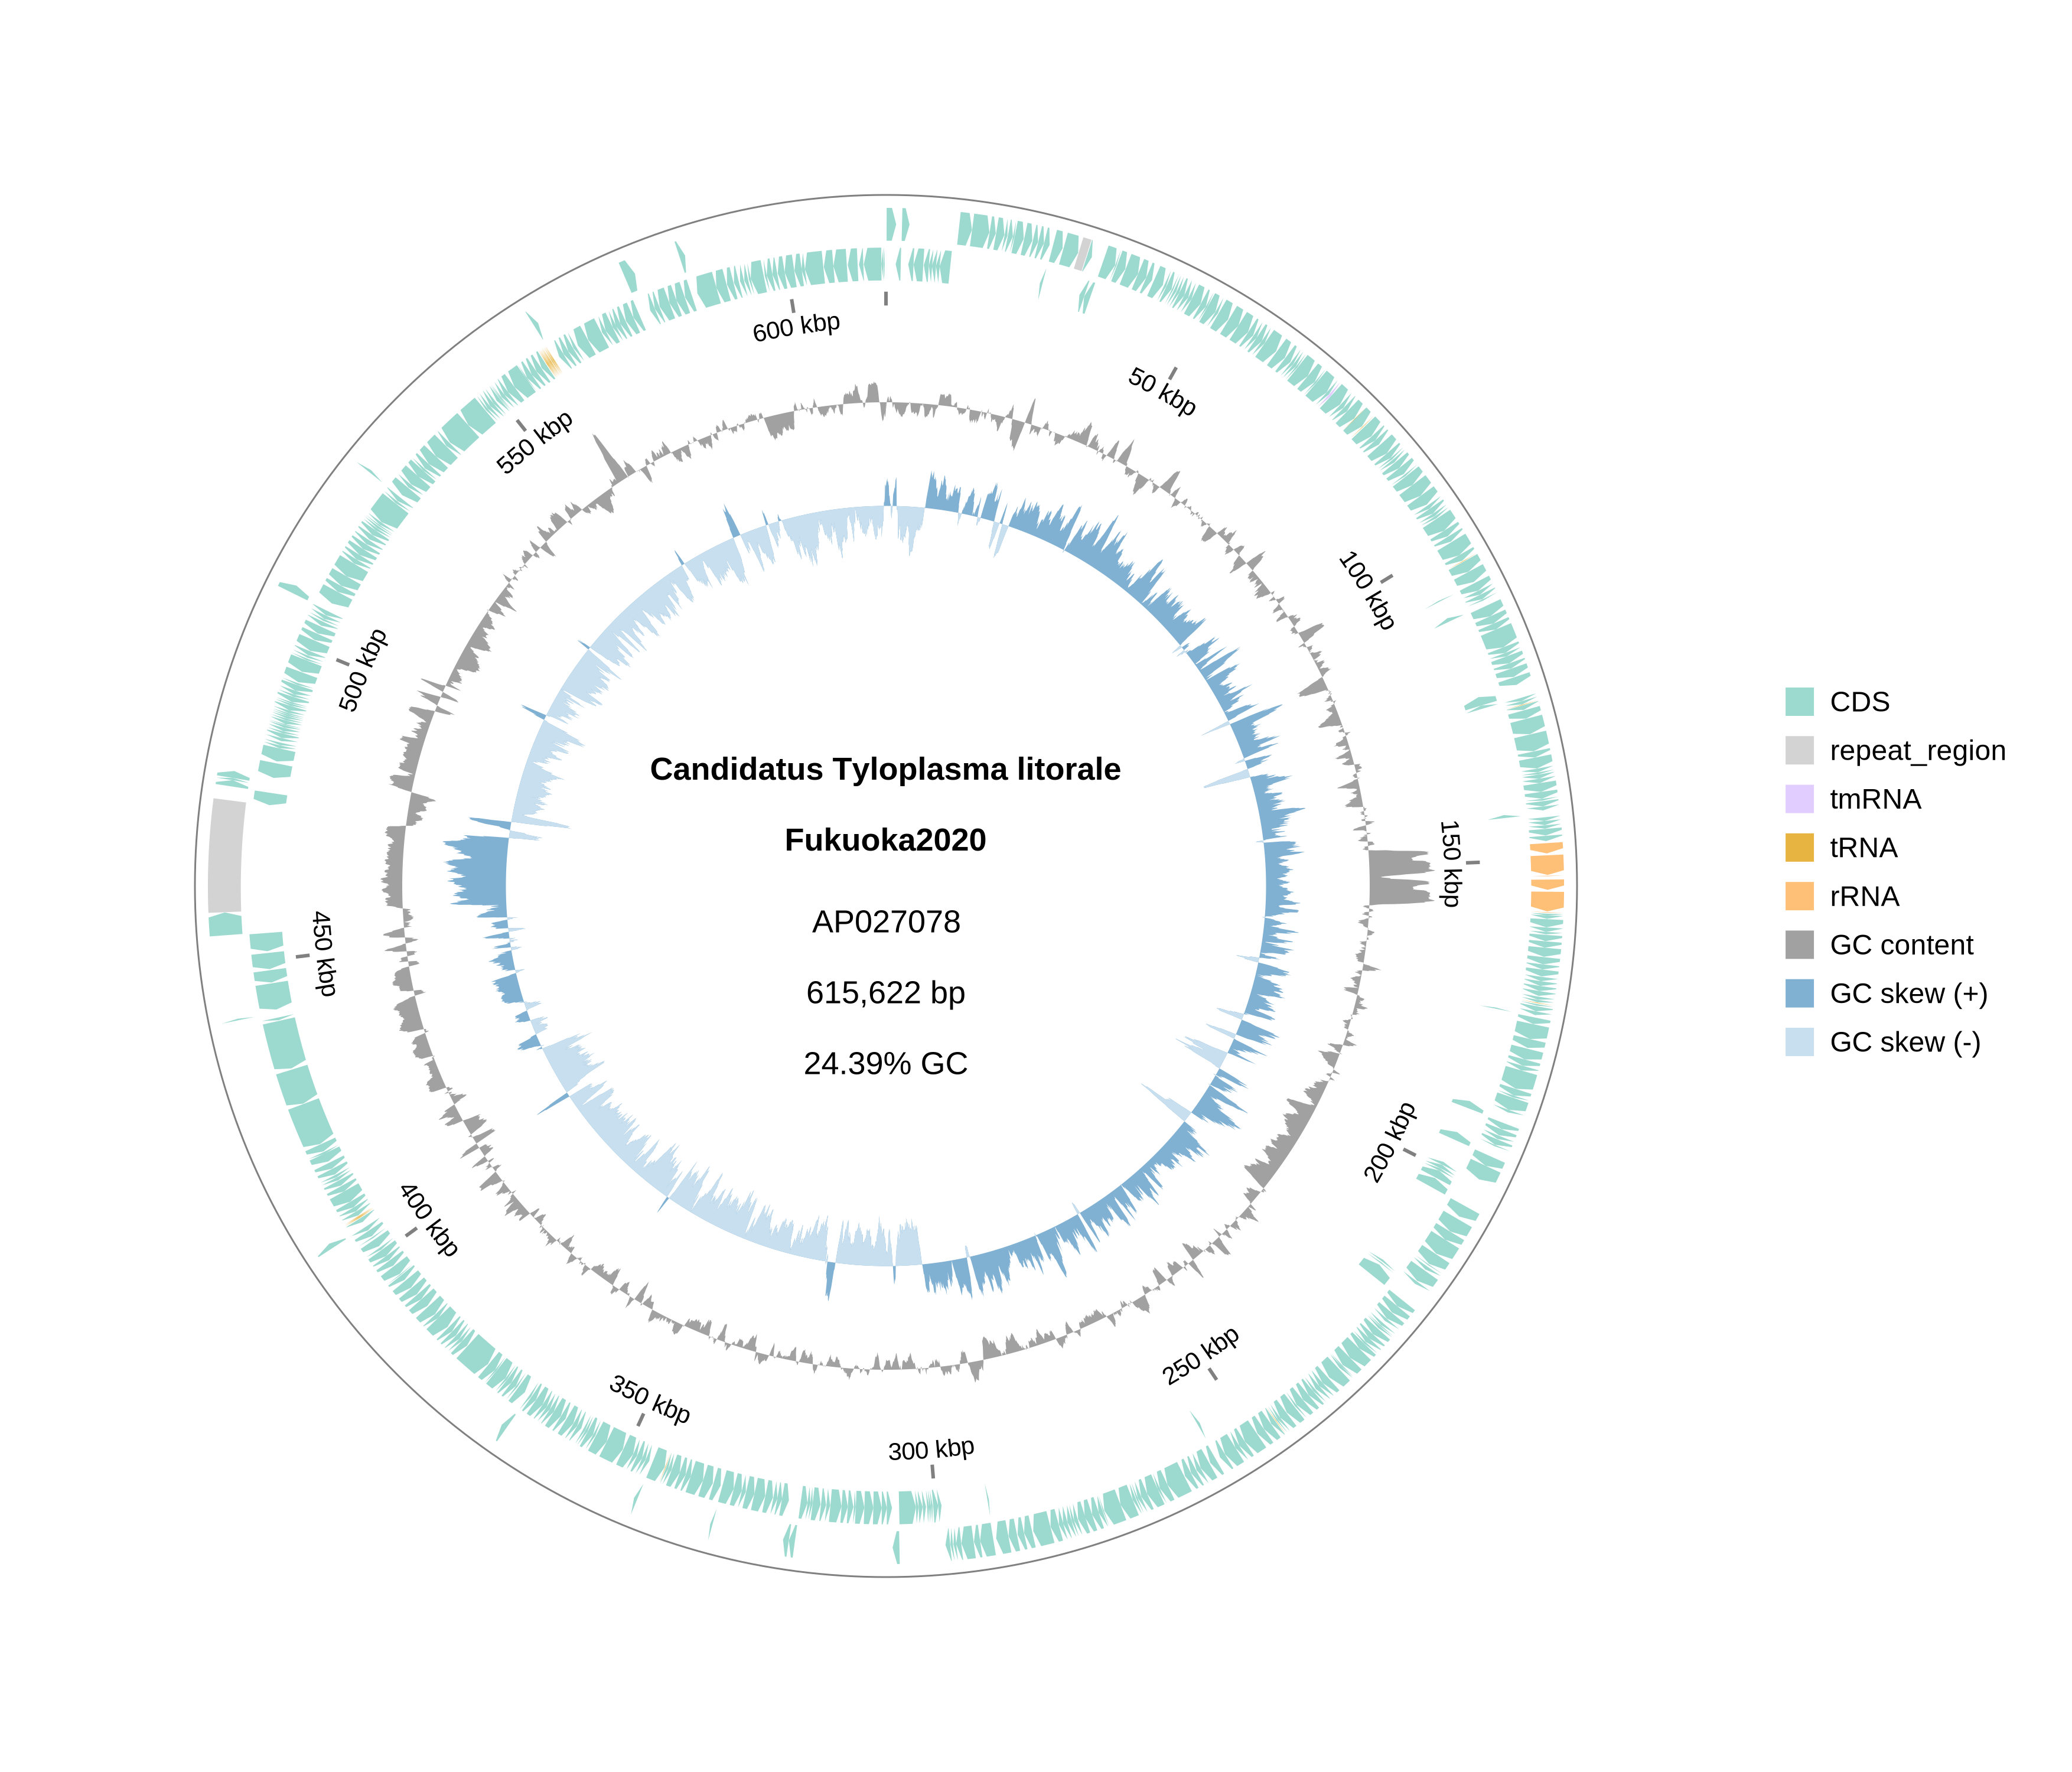 Candidatus Tyloplasma litorale
Fukuoka2020
AP027078
615,622 bp
24.39% GC
50 kbp
100 kbp
150 kbp
200 kbp
250 kbp
300 kbp
350 kbp
400 kbp
450 kbp
500 kbp
550 kbp
600 kbp
CDS
repeat_region
tmRNA
tRNA
rRNA
GC content
GC skew (+)
GC skew (-)